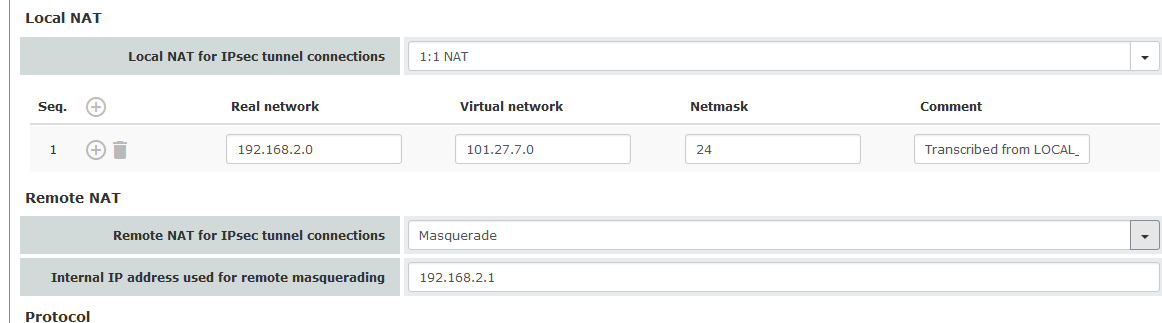 Local NAT
Local NAT for IPsec tunnel connections 1:1 NAT
Seq. Real network Virtual network Netmask Comment
1 192.168.2.0 101.27.7.0 24 Transcribed from LOCAL_
Remote NAT
Remote NAT for IPsec tunnel connections Masquerade
Internal IP address used for remote masquerading 192.168.2.1
Protocol